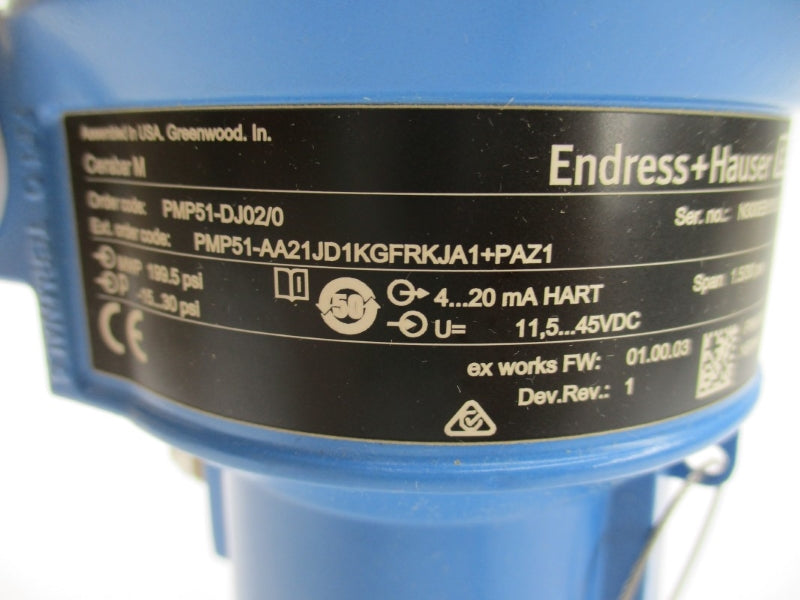 Assembled in USA, Greenwood. In.
Endress+Hauser
Cerabar M
Order code: PMP51-DJ02/0
Ser. no.:
Ext. order code: PMP51-AA21JD1KGFRKJA1+PAZ1
MWP 199.5 psi
p -15...30 psi
50
4...20 mA HART
U= 11,5...45VDC
Span
CE
ex works FW: 01.00.03
Dev.Rev.: 1